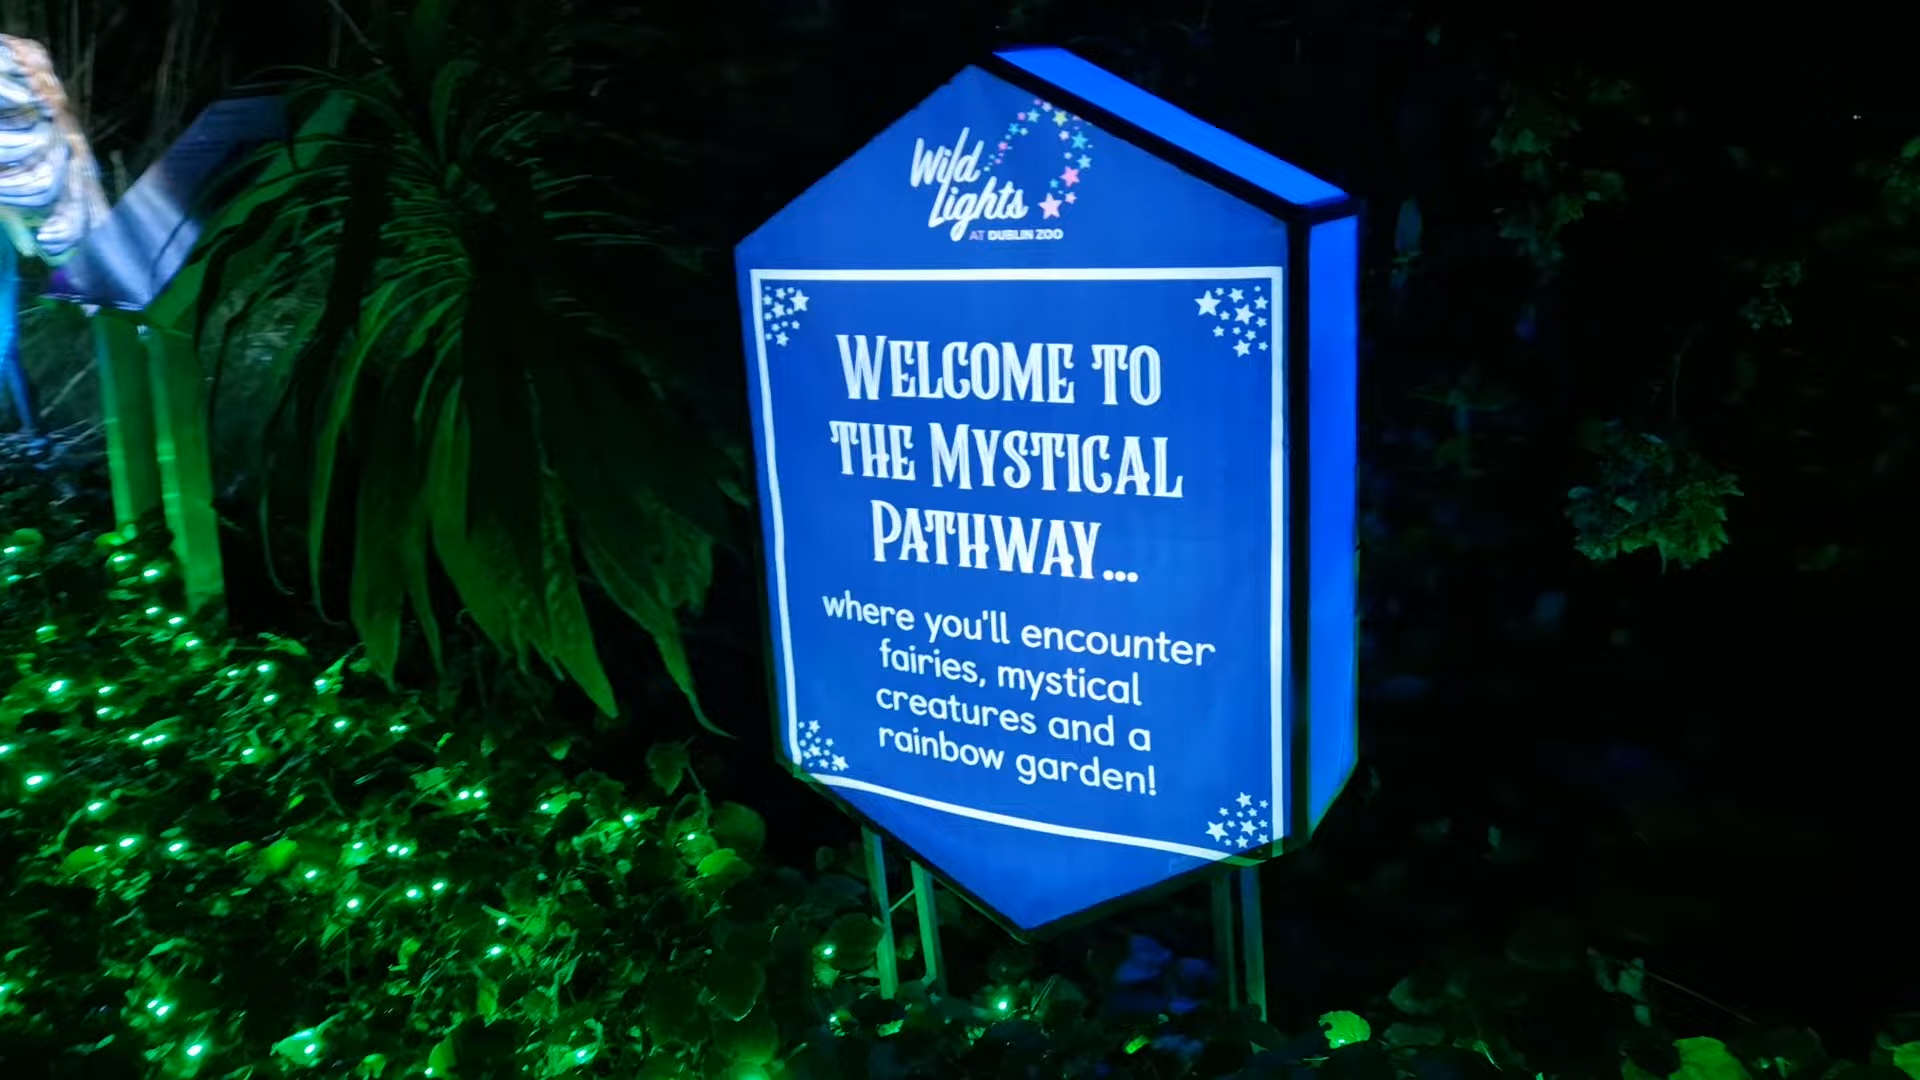 Wild
Lights
AT DUBLIN ZOO
WELCOME TO
THE MYSTICAL
PATHWAY...
where you'll encounter
fairies, mystical
creatures and a
rainbow garden!